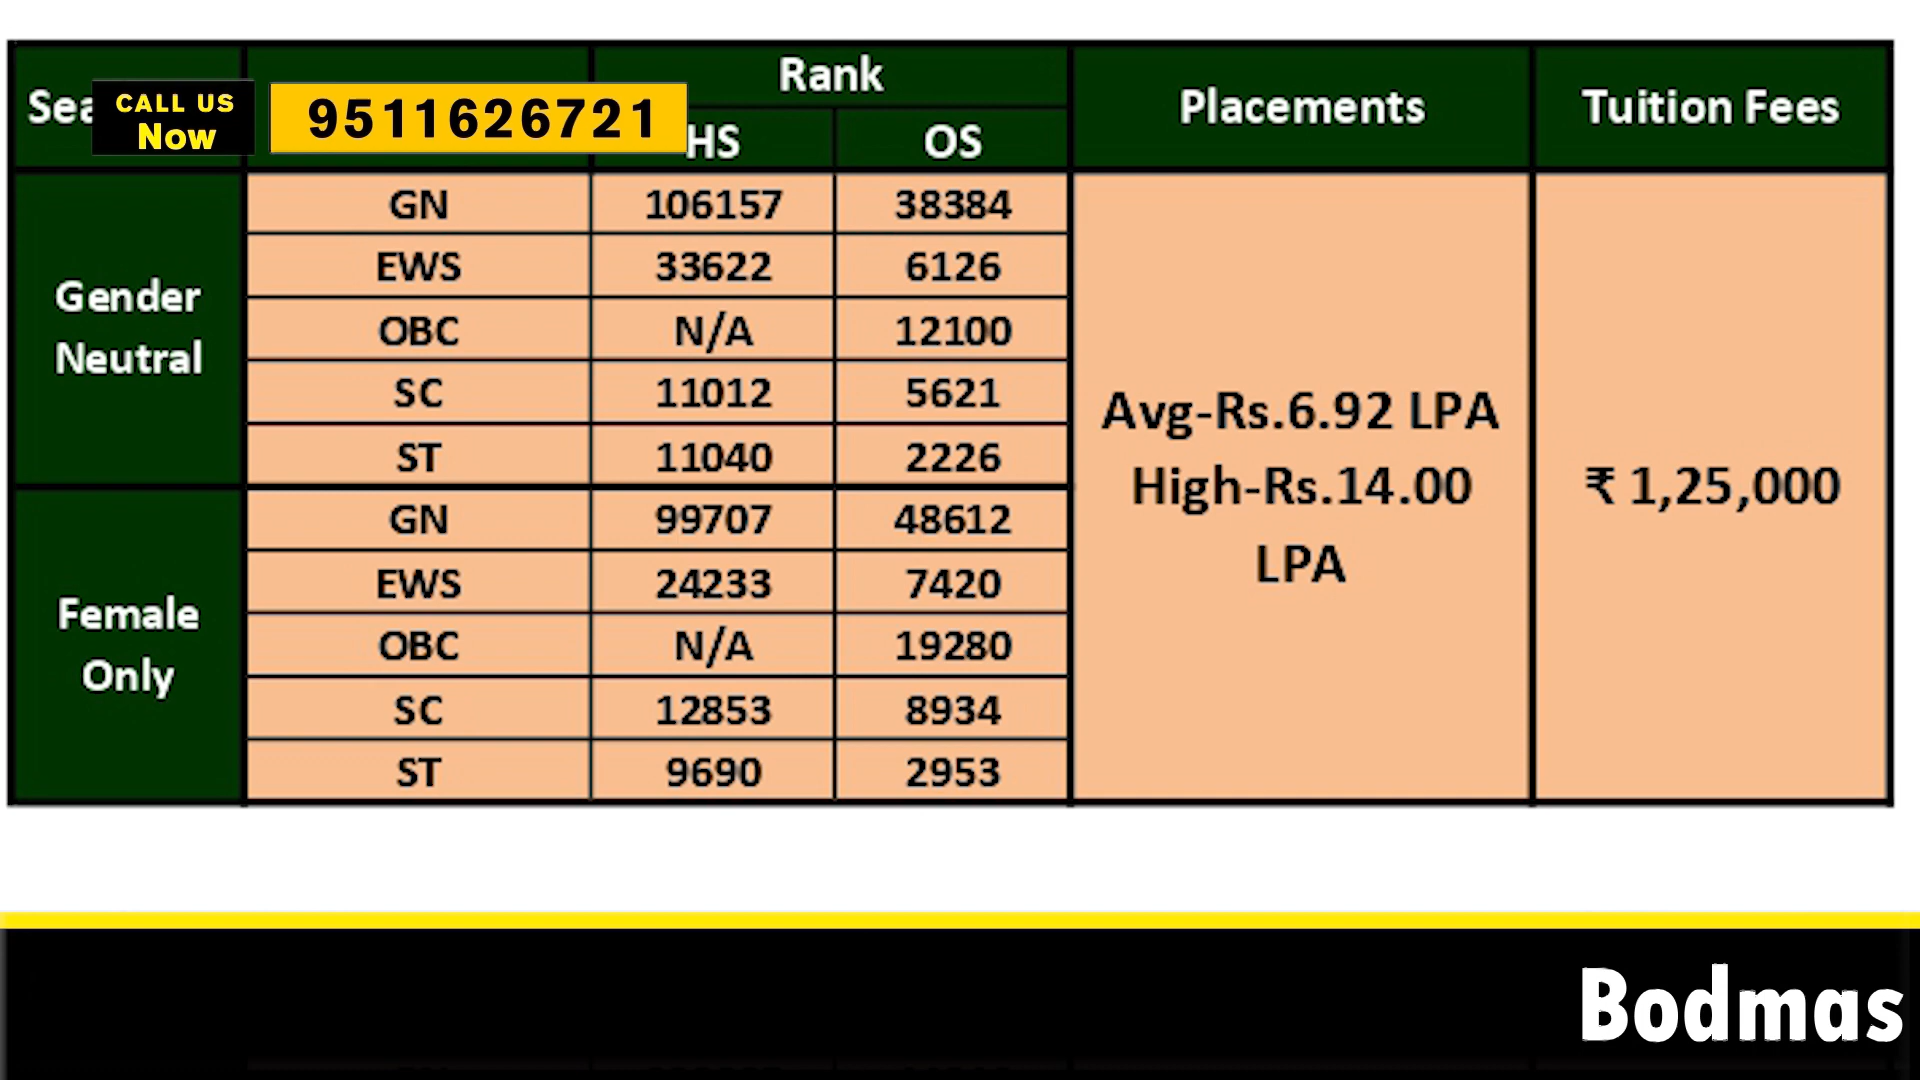 Rank
Placements
Tuition Fees
CALL US
Now
9511626721
HS
OS
Gender
Neutral
GN 106157 38384
EWS 33622 6126
OBC N/A 12100
SC 11012 5621
ST 11040 2226
Female
Only
GN 99707 48612
EWS 24233 7420
OBC N/A 19280
SC 12853 8934
ST 9690 2953
Avg-Rs.6.92 LPA
High-Rs.14.00
LPA
₹ 1,25,000
Bodmas